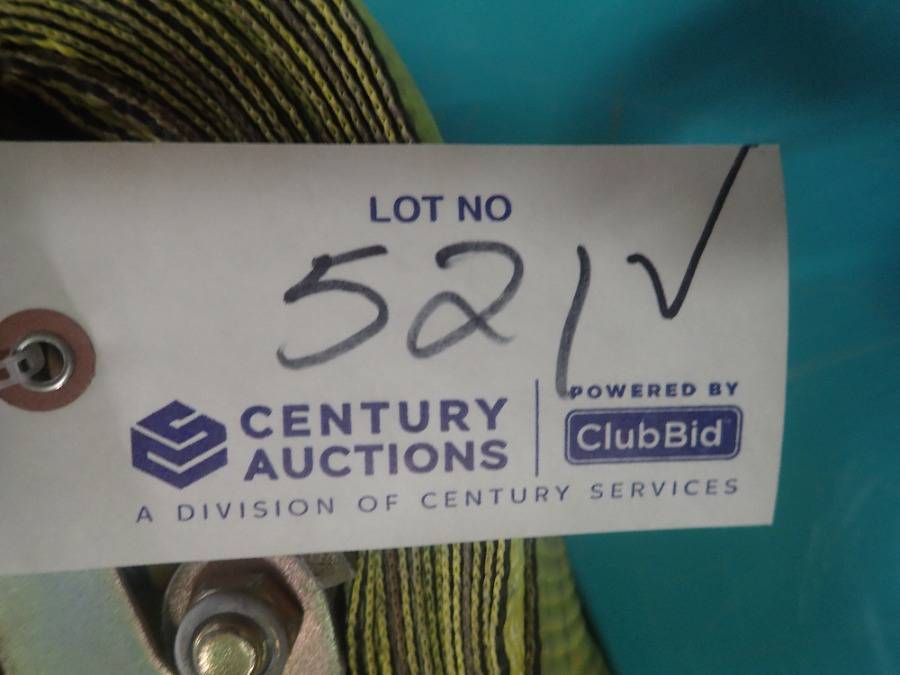 LOT NO
521 ✓
CENTURY
AUCTIONS
POWERED BY
ClubBid
A DIVISION OF CENTURY SERVICES